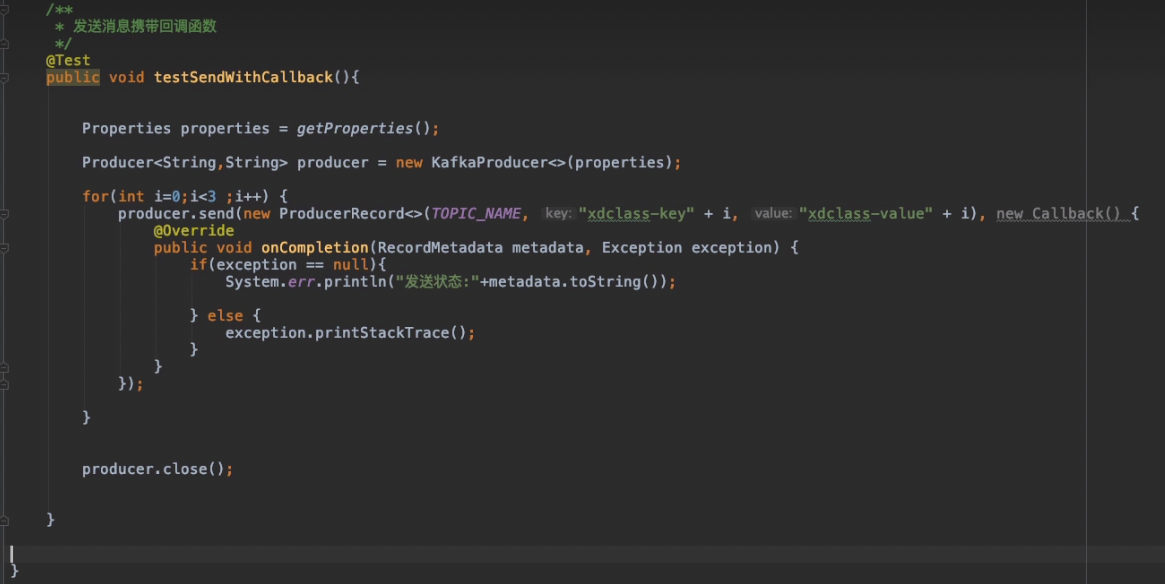 /**
 * 发送消息携带回调函数
 */
@Test
public void testSendWithCallback(){
Properties properties = getProperties();
Producer<String,String> producer = new KafkaProducer<>(properties);
for(int i=0;i<3 ;i++) {
producer.send(new ProducerRecord<>(TOPIC_NAME, key: "xdclass-key" + i, value: "xdclass-value" + i), new Callback() {
@Override
public void onCompletion(RecordMetadata metadata, Exception exception) {
if(exception == null){
System.err.println("发送状态:"+metadata.toString());
} else {
exception.printStackTrace();
}
}
});
}
producer.close();
}
}